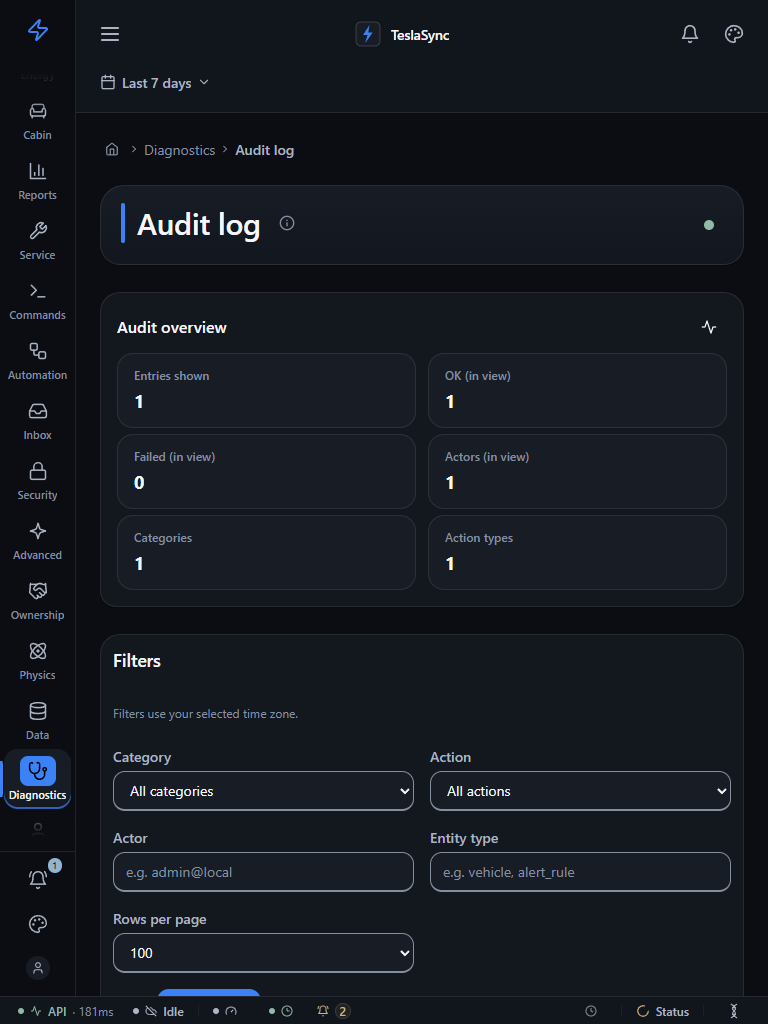 TeslaSync
Last 7 days
Energy
Cabin
Reports
Service
Commands
Automation
Inbox
Security
Advanced
Ownership
Physics
Data
Diagnostics
1
Diagnostics > Audit log
Audit log
Audit overview
Entries shown
1
OK (in view)
1
Failed (in view)
0
Actors (in view)
1
Categories
1
Action types
1
Filters
Filters use your selected time zone.
Category
All categories
Action
All actions
Actor
e.g. admin@local
Entity type
e.g. vehicle, alert_rule
Rows per page
100
API · 181ms
Idle
2
Status